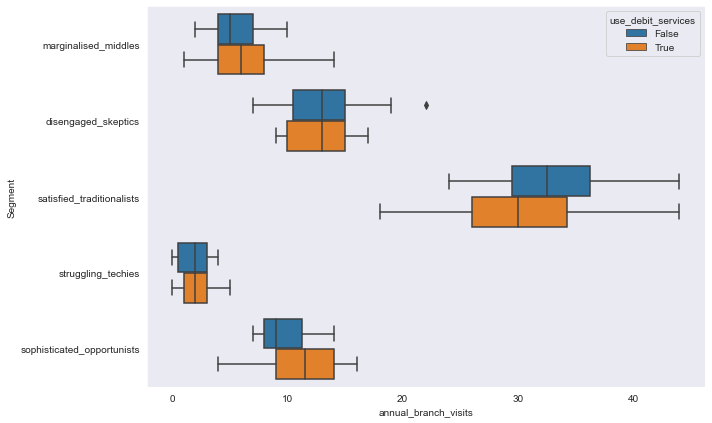 use_debit_services
False
True
marginalised_middles
disengaged_skeptics
satisfied_traditionalists
struggling_techies
sophisticated_opportunists
Segment
0 10 20 30 40
annual_branch_visits